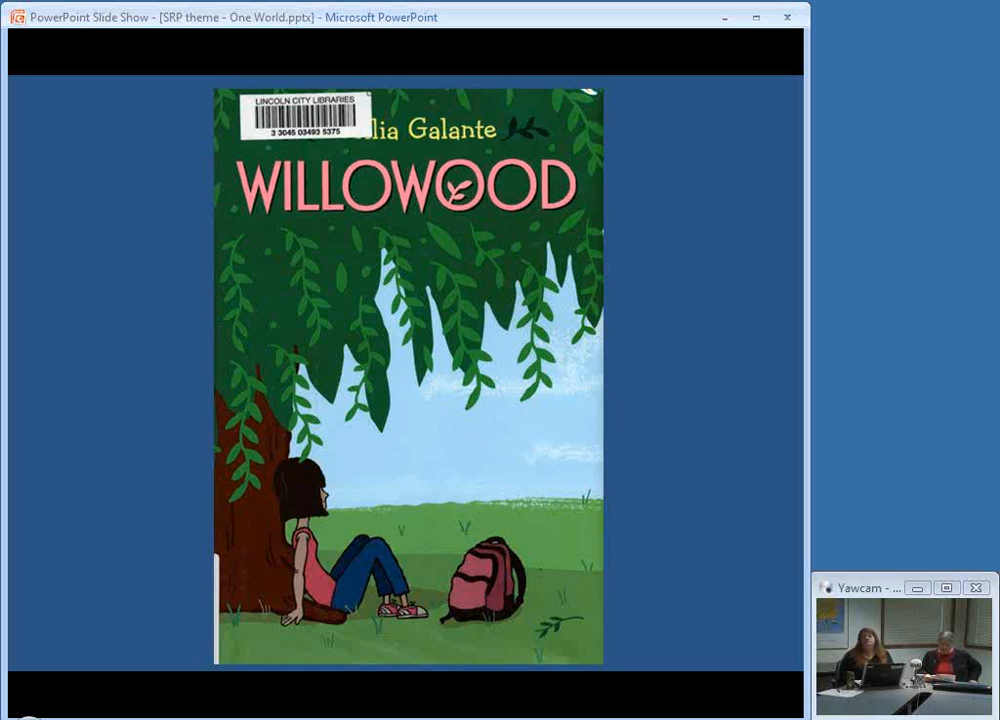 PowerPoint Slide Show - [SRP theme - One World.pptx] - Microsoft PowerPoint
LINCOLN CITY LIBRARIES
3 3045 03493 5375
lia Galante
WILLOWOOD
Yawcam - ...